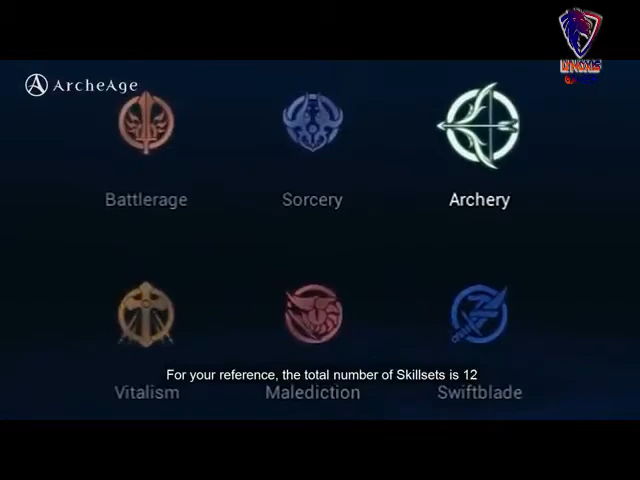 ArcheAge
Battlerage
Sorcery
Archery
For your reference, the total number of Skillsets is 12
Vitalism
Malediction
Swiftblade